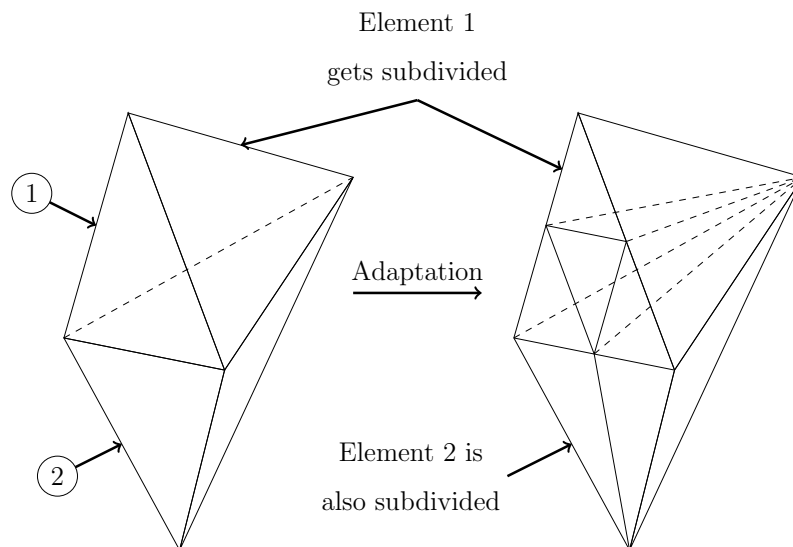 Element 1
gets subdivided
1
Adaptation
2
Element 2 is
also subdivided